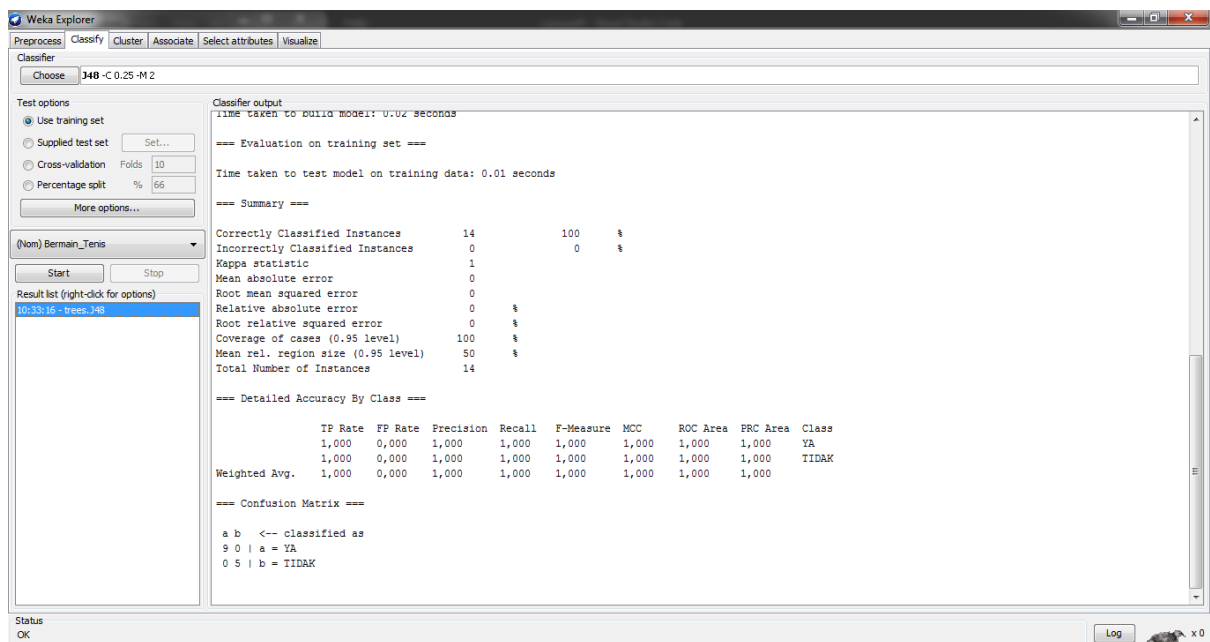 Weka Explorer
Preprocess Classify Cluster Associate Select attributes Visualize
Classifier
Choose J48 -C 0.25 -M 2
Test options
Use training set
Supplied test set Set...
Cross-validation Folds 10
Percentage split % 66
More options...
(Nom) Bermain_Tenis
Start Stop
Result list (right-click for options)
10:33:16 - trees.J48
Classifier output
Time taken to build model: 0.02 seconds
=== Evaluation on training set ===
Time taken to test model on training data: 0.01 seconds
=== Summary ===
Correctly Classified Instances 14 100 %
Incorrectly Classified Instances 0 0 %
Kappa statistic 1
Mean absolute error 0
Root mean squared error 0
Relative absolute error 0 %
Root relative squared error 0 %
Coverage of cases (0.95 level) 100 %
Mean rel. region size (0.95 level) 50 %
Total Number of Instances 14
=== Detailed Accuracy By Class ===
TP Rate FP Rate Precision Recall F-Measure MCC ROC Area PRC Area Class
1,000 0,000 1,000 1,000 1,000 1,000 1,000 1,000 YA
1,000 0,000 1,000 1,000 1,000 1,000 1,000 1,000 TIDAK
Weighted Avg. 1,000 0,000 1,000 1,000 1,000 1,000 1,000 1,000
=== Confusion Matrix ===
a b <-- classified as
9 0 | a = YA
0 5 | b = TIDAK
Status
OK
Log x 0